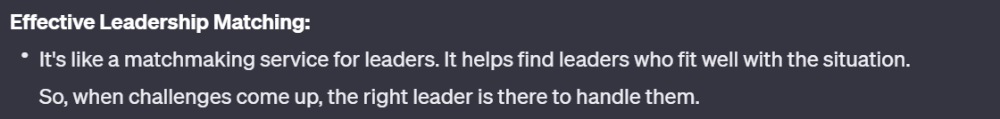 Effective Leadership Matching:
• It's like a matchmaking service for leaders. It helps find leaders who fit well with the situation.
So, when challenges come up, the right leader is there to handle them.